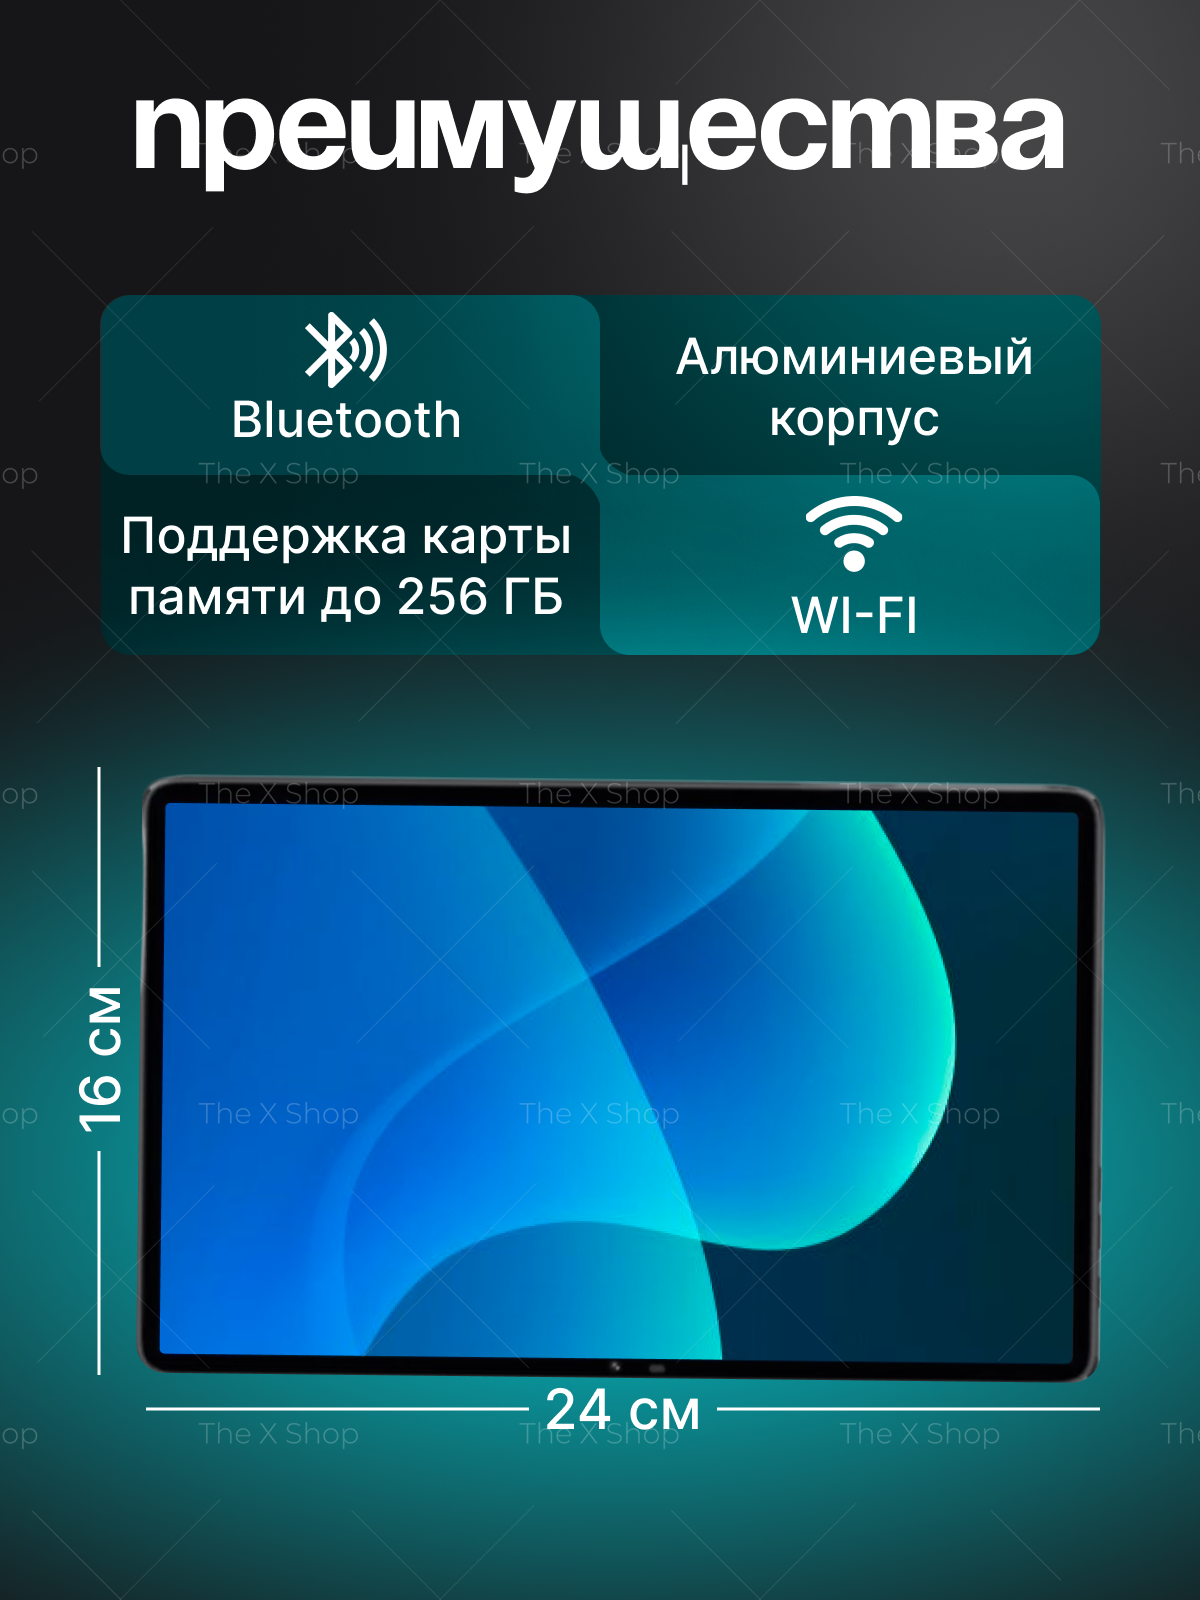 преимущества
Bluetooth
Алюминиевый
корпус
Поддержка карты
памяти до 256 ГБ
WI-FI
16 см
24 см
The X Shop